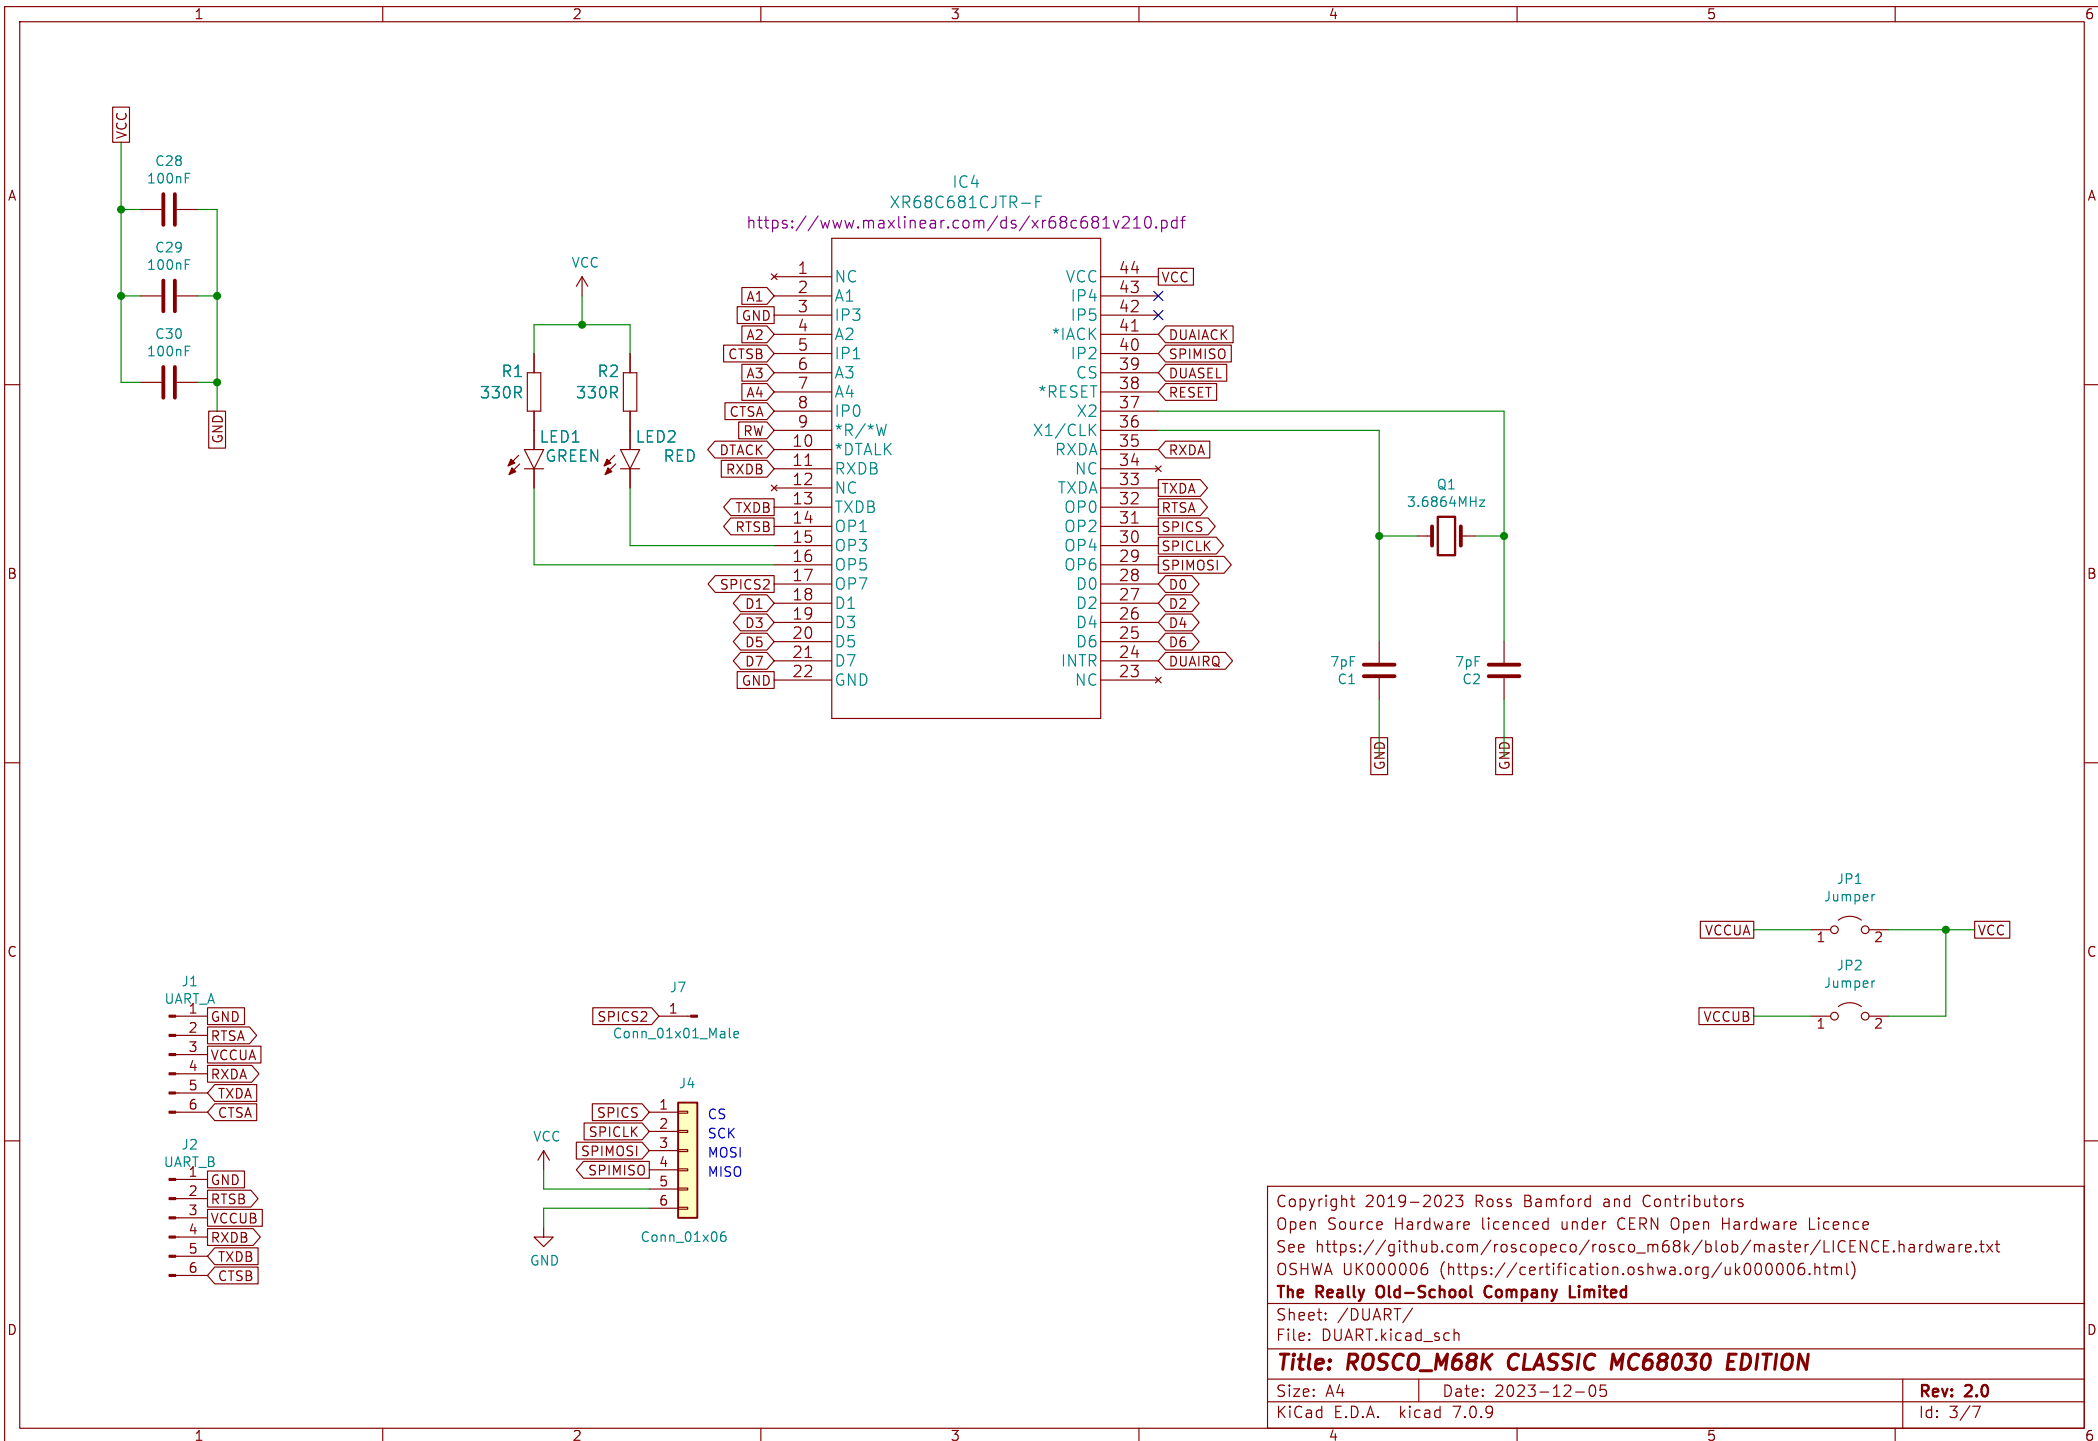 1 2 3 4 5 6
A
B
C
D
A
B
C
D
1 2 3 4 5 6
VCC
C28
100nF
C29
100nF
C30
100nF
GND
VCC
R1
330R
R2
330R
LED1
GREEN
LED2
RED
IC4
XR68C681CJTR-F
https://www.maxlinear.com/ds/xr68c681v210.pdf
1 NC
A1 2 A1
GND 3 IP3
A2 4 A2
CTSB 5 IP1
A3 6 A3
A4 7 A4
CTSA 8 IP0
RW 9 *R/*W
DTACK 10 *DTALK
RXDB 11 RXDB
12 NC
TXDB 13 TXDB
RTSB 14 OP1
15 OP3
16 OP5
SPICS2 17 OP7
D1 18 D1
D3 19 D3
D5 20 D5
D7 21 D7
GND 22 GND
VCC 44 VCC
IP4 43
IP5 42
*IACK 41 DUAIACK
IP2 40 SPIMISO
CS 39 DUASEL
*RESET 38 RESET
X2 37
X1/CLK 36
RXDA 35 RXDA
NC 34
TXDA 33 TXDA
OP0 32 RTSA
OP2 31 SPICS
OP4 30 SPICLK
OP6 29 SPIMOSI
D0 28 D0
D2 27 D2
D4 26 D4
D6 25 D6
INTR 24 DUAIRQ
NC 23
Q1
3.6864MHz
7pF
C1
7pF
C2
GND
GND
JP1
Jumper
VCCUA 1 2 VCC
JP2
Jumper
VCCUB 1 2
J1
UART_A
1 GND
2 RTSA
3 VCCUA
4 RXDA
5 TXDA
6 CTSA
J2
UART_B
1 GND
2 RTSB
3 VCCUB
4 RXDB
5 TXDB
6 CTSB
J7
SPICS2 1
Conn_01x01_Male
J4
SPICS 1 CS
SPICLK 2 SCK
SPIMOSI 3 MOSI
SPIMISO 4 MISO
VCC 5
6
GND
Conn_01x06
Copyright 2019-2023 Ross Bamford and Contributors
Open Source Hardware licenced under CERN Open Hardware Licence
See https://github.com/roscopeco/rosco_m68k/blob/master/LICENCE.hardware.txt
OSHWA UK000006 (https://certification.oshwa.org/uk000006.html)
The Really Old-School Company Limited
Sheet: /DUART/
File: DUART.kicad_sch
Title: ROSCO_M68K CLASSIC MC68030 EDITION
Size: A4 Date: 2023-12-05 Rev: 2.0
KiCad E.D.A. kicad 7.0.9 Id: 3/7